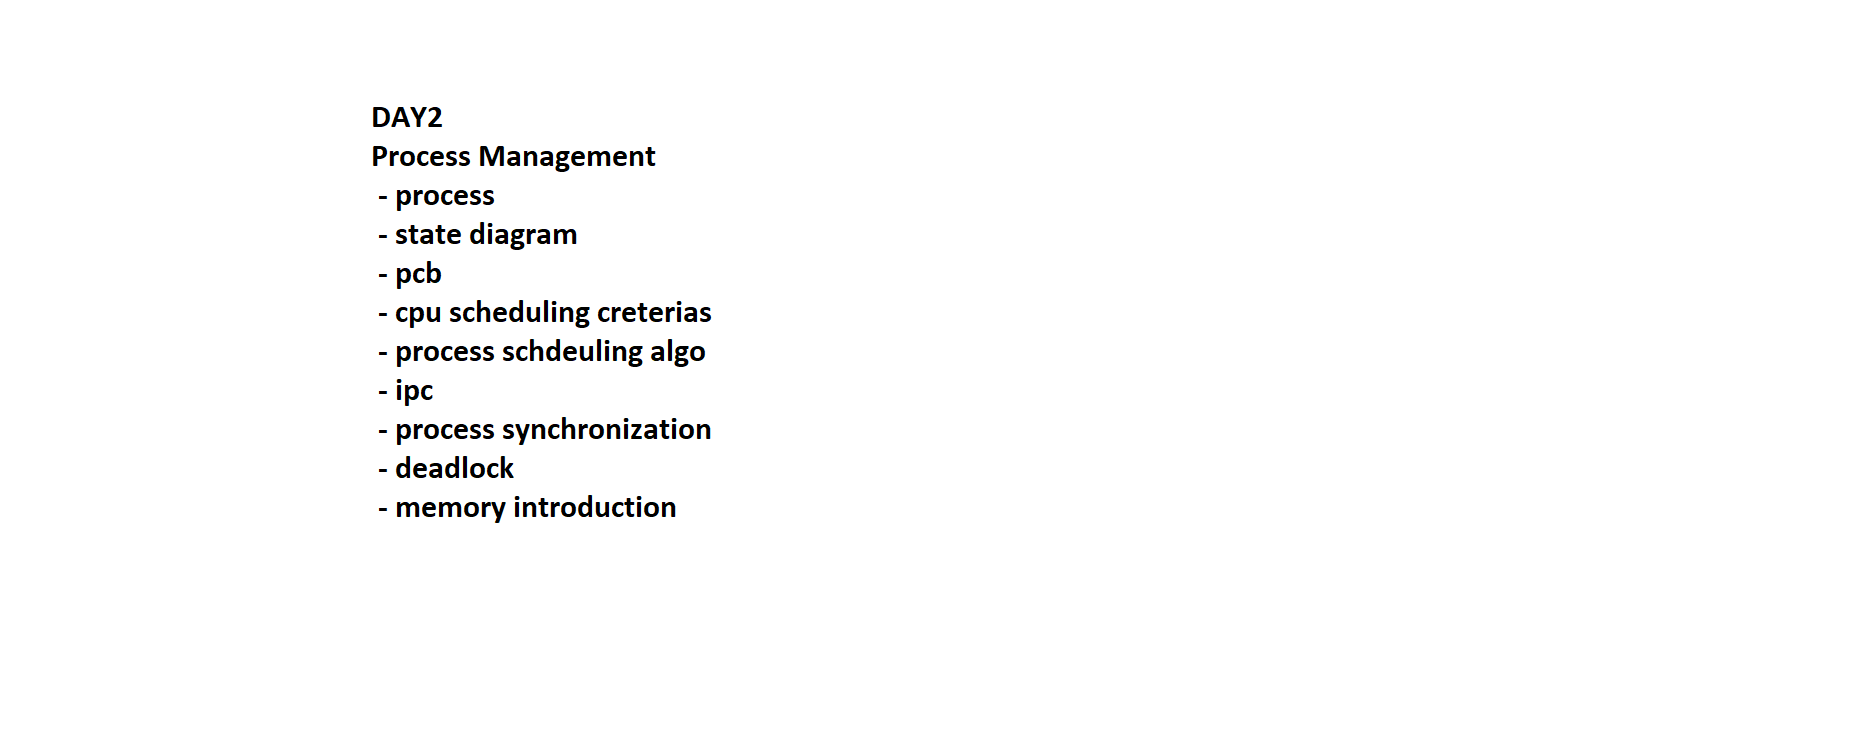 DAY2
Process Management
- process
- state diagram
- pcb
- cpu scheduling creterias
- process schdeuling algo
- ipc
- process synchronization
- deadlock
- memory introduction